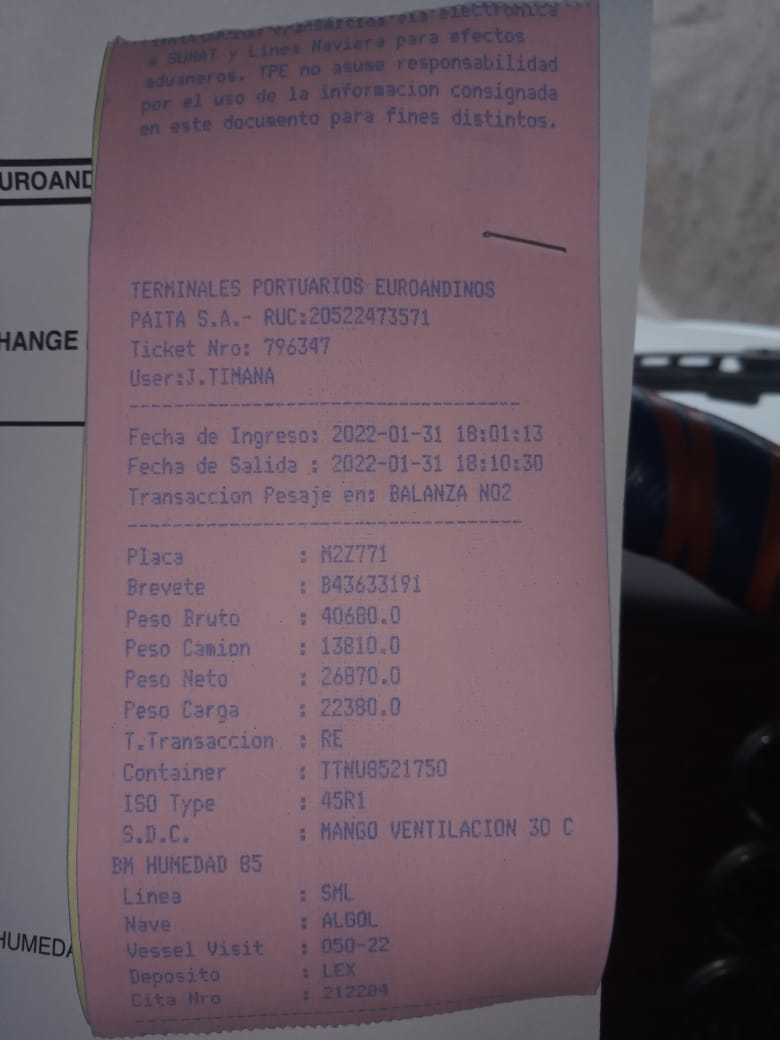 a SUNAT y Linea Naviera para efectos
aduaneros. TPE no asume responsabilidad
por el uso de la informacion consignada
en este documento para fines distintos.
UROAND
HANGE
TERMINALES PORTUARIOS EUROANDINOS
PAITA S.A.- RUC:20522473571
Ticket Nro: 796347
User:J.TIMANA
Fecha de Ingreso: 2022-01-31 18:01:13
Fecha de Salida : 2022-01-31 18:10:30
Transaccion Pesaje en: BALANZA NO2
Placa : M2Z771
Brevete : B43633191
Peso Bruto : 40680.0
Peso Camion : 13810.0
Peso Neto : 26870.0
Peso Carga : 22380.0
T.Transaccion : RE
Container : TTNU8521750
ISO Type : 45R1
S.D.C. : MANGO VENTILACION 30 C
BM HUMEDAD 85
Linea : SML
Nave : ALGOL
Vessel Visit : 050-22
Deposito : LEX
Cita Nro : 212284
HUMEDA